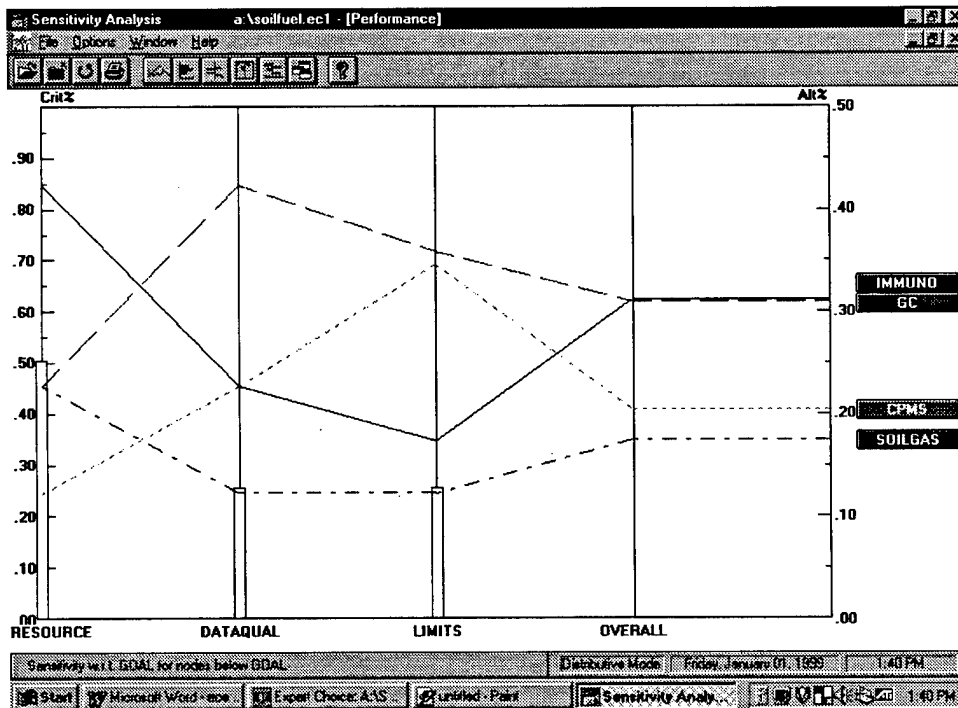 Sensitivity Analysis a:\soilfuel.ec1 - [Performance]
File Options Window Help
Crit% Alt%
.90
.80
.70
.60
.50
.40
.30
.20
.10
.00
.50
.40
.30
.20
.10
.00
IMMUNO
GC
CPMS
SOILGAS
RESOURCE DATAQUAL LIMITS OVERALL
Sensitivity w.r.t. GOAL for nodes below GOAL Distributive Mode Friday, January 01, 1999 1:40 PM
Start Microsoft Word - Expert Choice: A:\S untitled - Paint Sensitivity Analy... 1:40 PM